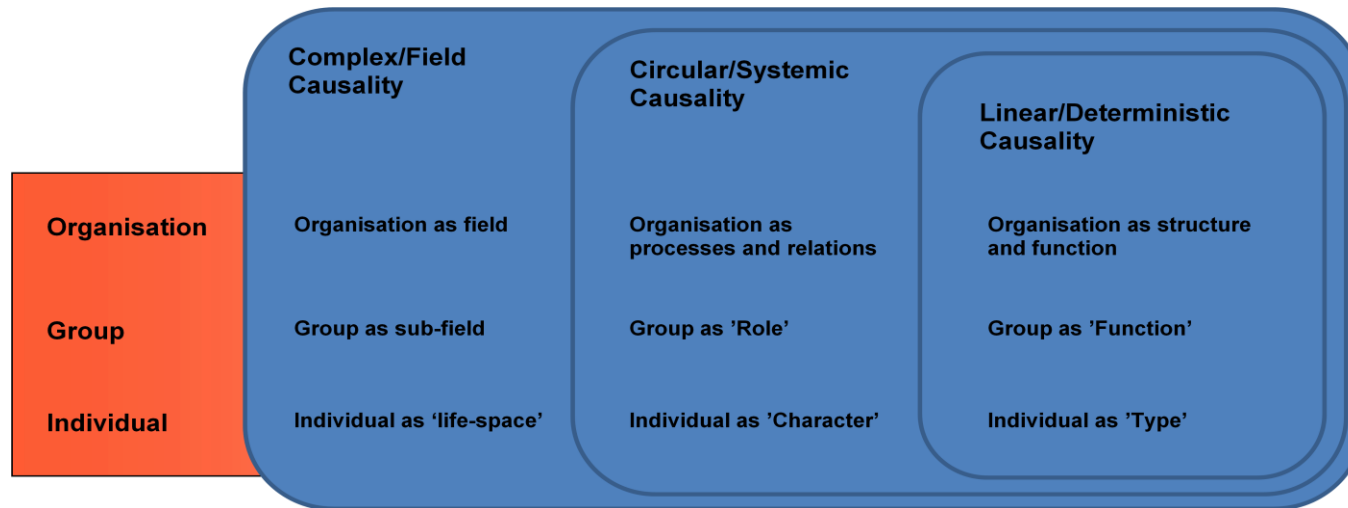 Complex/Field
Causality
Circular/Systemic
Causality
Linear/Deterministic
Causality
Organisation
Organisation as field
Organisation as
processes and relations
Organisation as structure
and function
Group
Group as sub-field
Group as ’Role’
Group as ’Function’
Individual
Individual as ‘life-space’
Individual as ’Character’
Individual as ’Type’